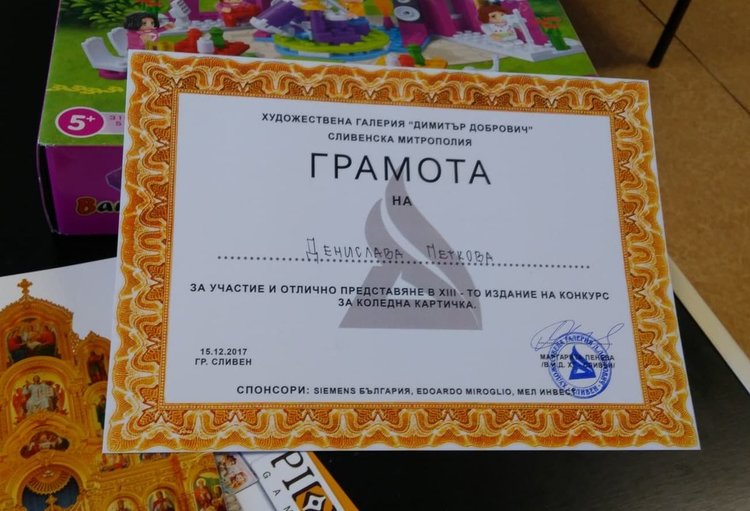 5+
ХУДОЖЕСТВЕНА ГАЛЕРИЯ "ДИМИТЪР ДОБРОВИЧ"
СЛИВЕНСКА МИТРОПОЛИЯ
ГРАМОТА
НА
ДЕНИСЛАВА ПЕТКОВА
ЗА УЧАСТИЕ И ОТЛИЧНО ПРЕДСТАВЯНЕ В XIII - ТО ИЗДАНИЕ НА КОНКУРС
ЗА КОЛЕДНА КАРТИЧКА.
15.12.2017
ГР. СЛИВЕН
СПОНСОРИ: SIEMENS БЪЛГАРИЯ, EDOARDO MIROGLIO, МЕЛ ИНВЕСТ